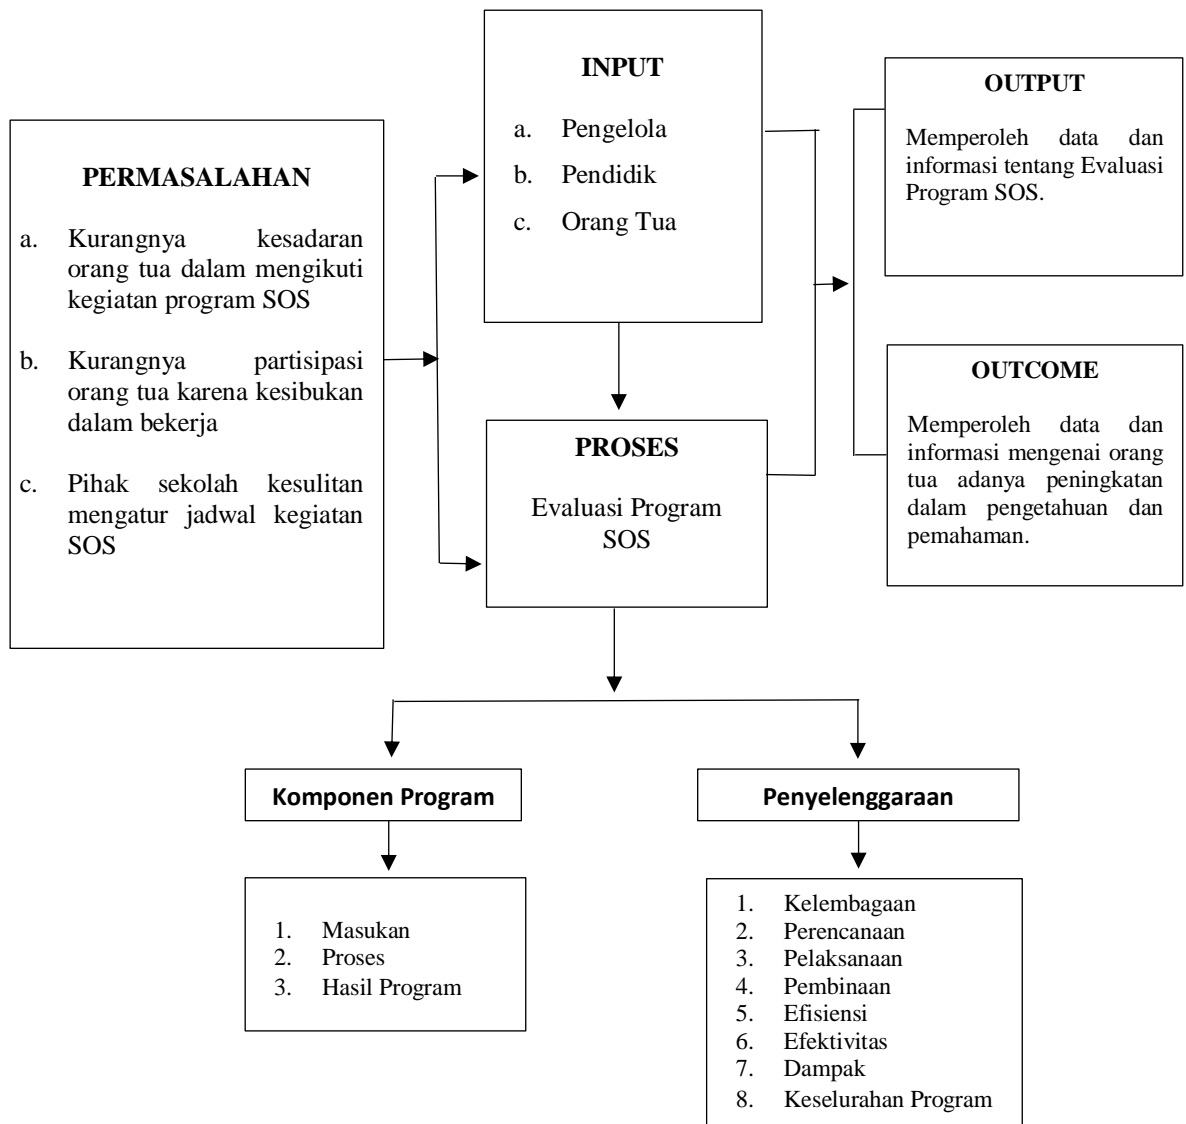 PERMASALAHAN
a. Kurangnya kesadaran
orang tua dalam mengikuti
kegiatan program SOS
b. Kurangnya partisipasi
orang tua karena kesibukan
dalam bekerja
c. Pihak sekolah kesulitan
mengatur jadwal kegiatan
SOS
INPUT
a. Pengelola
b. Pendidik
c. Orang Tua
PROSES
Evaluasi Program
SOS
OUTPUT
Memperoleh data dan
informasi tentang Evaluasi
Program SOS.
OUTCOME
Memperoleh data dan
informasi mengenai orang
tua adanya peningkatan
dalam pengetahuan dan
pemahaman.
Komponen Program
1. Masukan
2. Proses
3. Hasil Program
Penyelenggaraan
1. Kelembagaan
2. Perencanaan
3. Pelaksanaan
4. Pembinaan
5. Efisiensi
6. Efektivitas
7. Dampak
8. Keselurahan Program